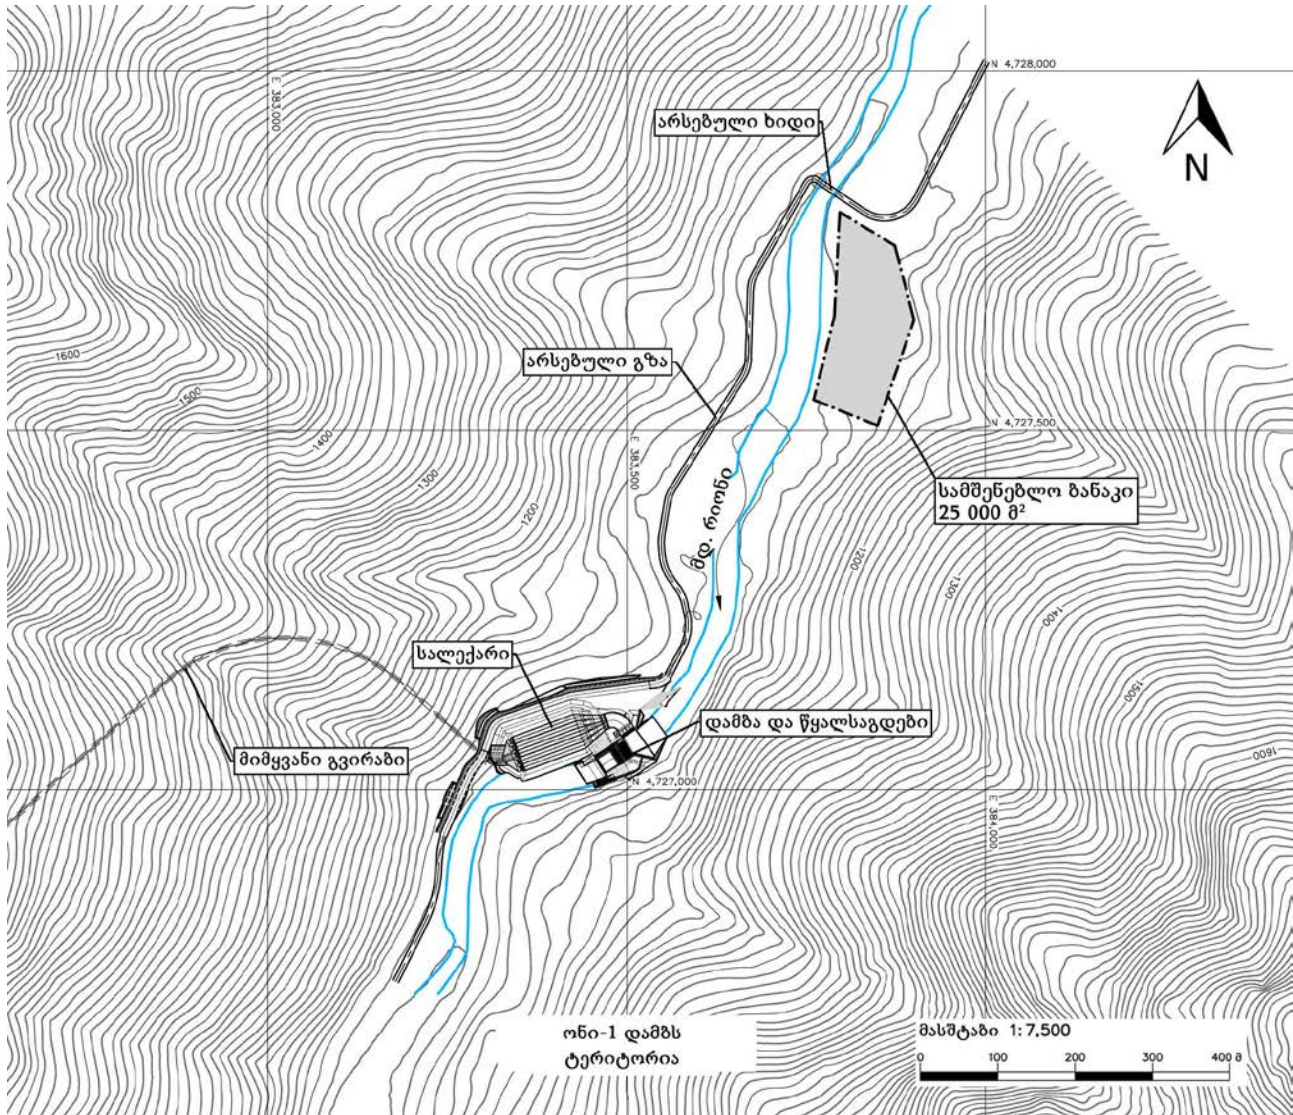 N 4,728,000
E 383,000
არსებული ხიდი
N
1600
არსებული გზა
1500
1400
N 4,727,500
E 383,500
1300
მდ. რიონი
სამშენებლო ბანაკი
25 000 მ²
1200
1200
1300
1400
სალექარი
1500
დამბა და წყალსაგდები
მიმყვანი გვირაბი
1600
N 4,727,000
E 384,000
ონი-1 დამბს
ტერიტორია
მასშტაბი 1:7,500
0 100 200 300 400 მ